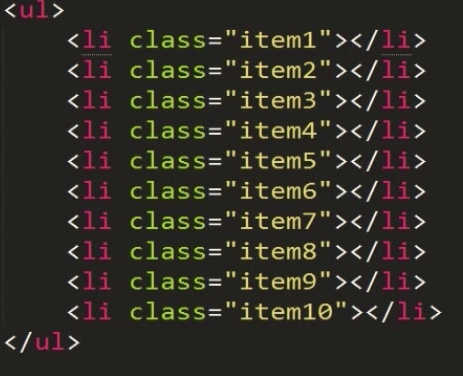 <ul>
    <li class="item1"></li>
    <li class="item2"></li>
    <li class="item3"></li>
    <li class="item4"></li>
    <li class="item5"></li>
    <li class="item6"></li>
    <li class="item7"></li>
    <li class="item8"></li>
    <li class="item9"></li>
    <li class="item10"></li>
</ul>